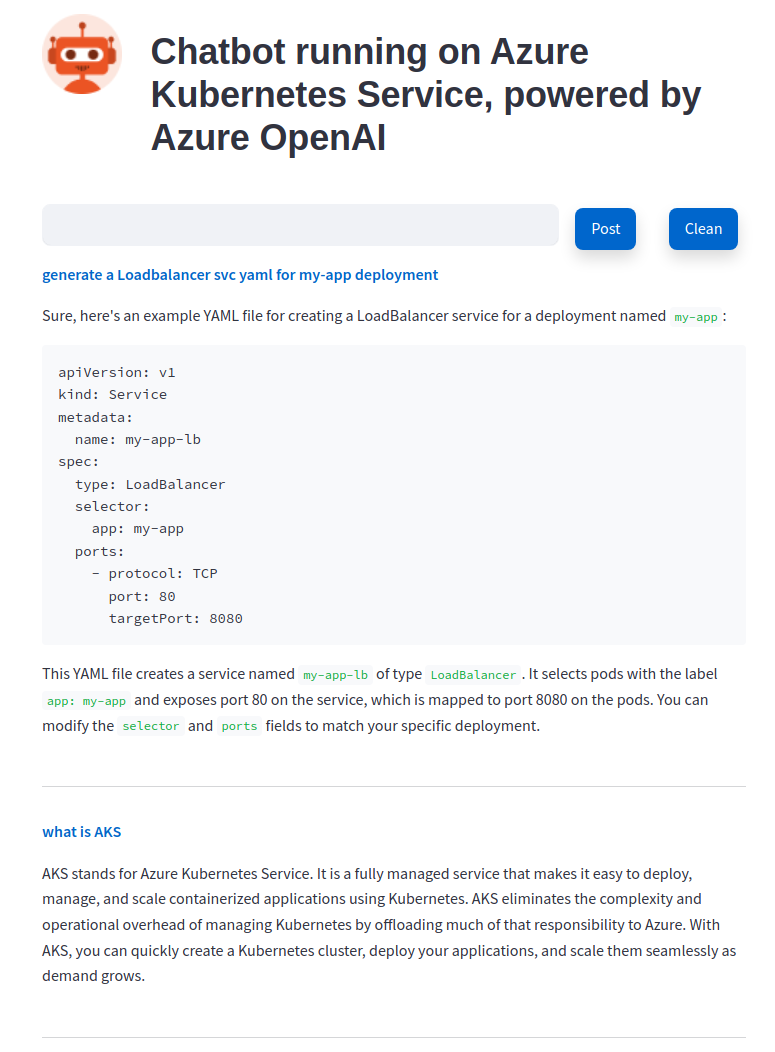 Chatbot running on Azure
Kubernetes Service, powered by
Azure OpenAI
Post
Clean
generate a Loadbalancer svc yaml for my-app deployment
Sure, here's an example YAML file for creating a LoadBalancer service for a deployment named my-app :
apiVersion: v1
kind: Service
metadata:
  name: my-app-lb
spec:
  type: LoadBalancer
  selector:
    app: my-app
  ports:
    - protocol: TCP
      port: 80
      targetPort: 8080
This YAML file creates a service named my-app-lb of type LoadBalancer . It selects pods with the label
app: my-app and exposes port 80 on the service, which is mapped to port 8080 on the pods. You can
modify the selector and ports fields to match your specific deployment.
what is AKS
AKS stands for Azure Kubernetes Service. It is a fully managed service that makes it easy to deploy,
manage, and scale containerized applications using Kubernetes. AKS eliminates the complexity and
operational overhead of managing Kubernetes by offloading much of that responsibility to Azure. With
AKS, you can quickly create a Kubernetes cluster, deploy your applications, and scale them seamlessly as
demand grows.